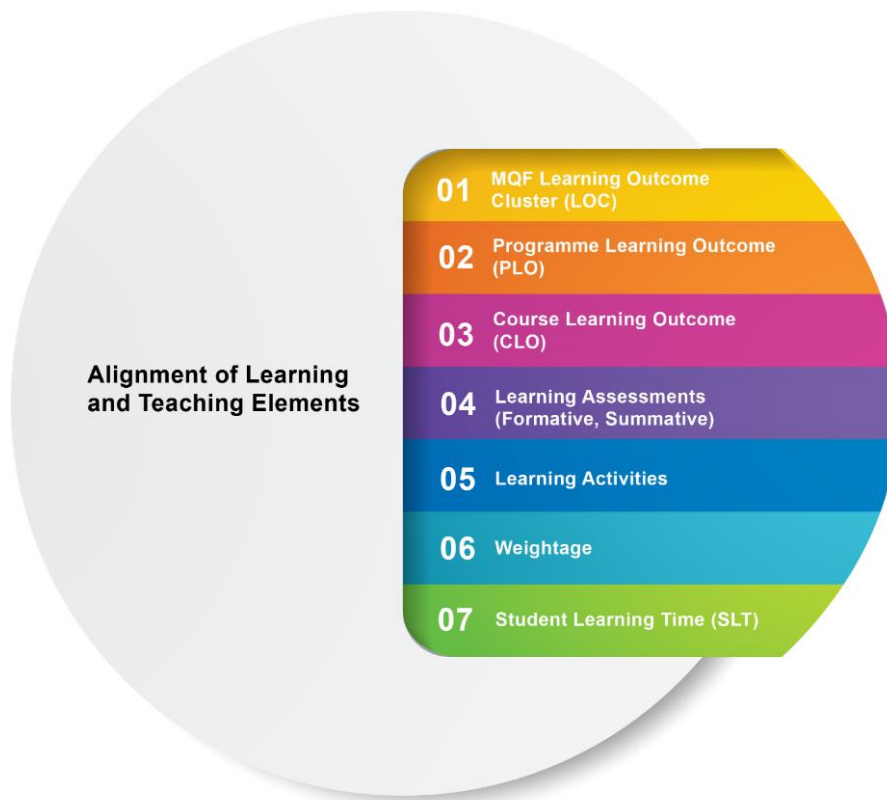 Alignment of Learning
and Teaching Elements
01
MQF Learning Outcome
Cluster (LOC)
02
Programme Learning Outcome
(PLO)
03
Course Learning Outcome
(CLO)
04
Learning Assessments
(Formative, Summative)
05
Learning Activities
06
Weightage
07
Student Learning Time (SLT)